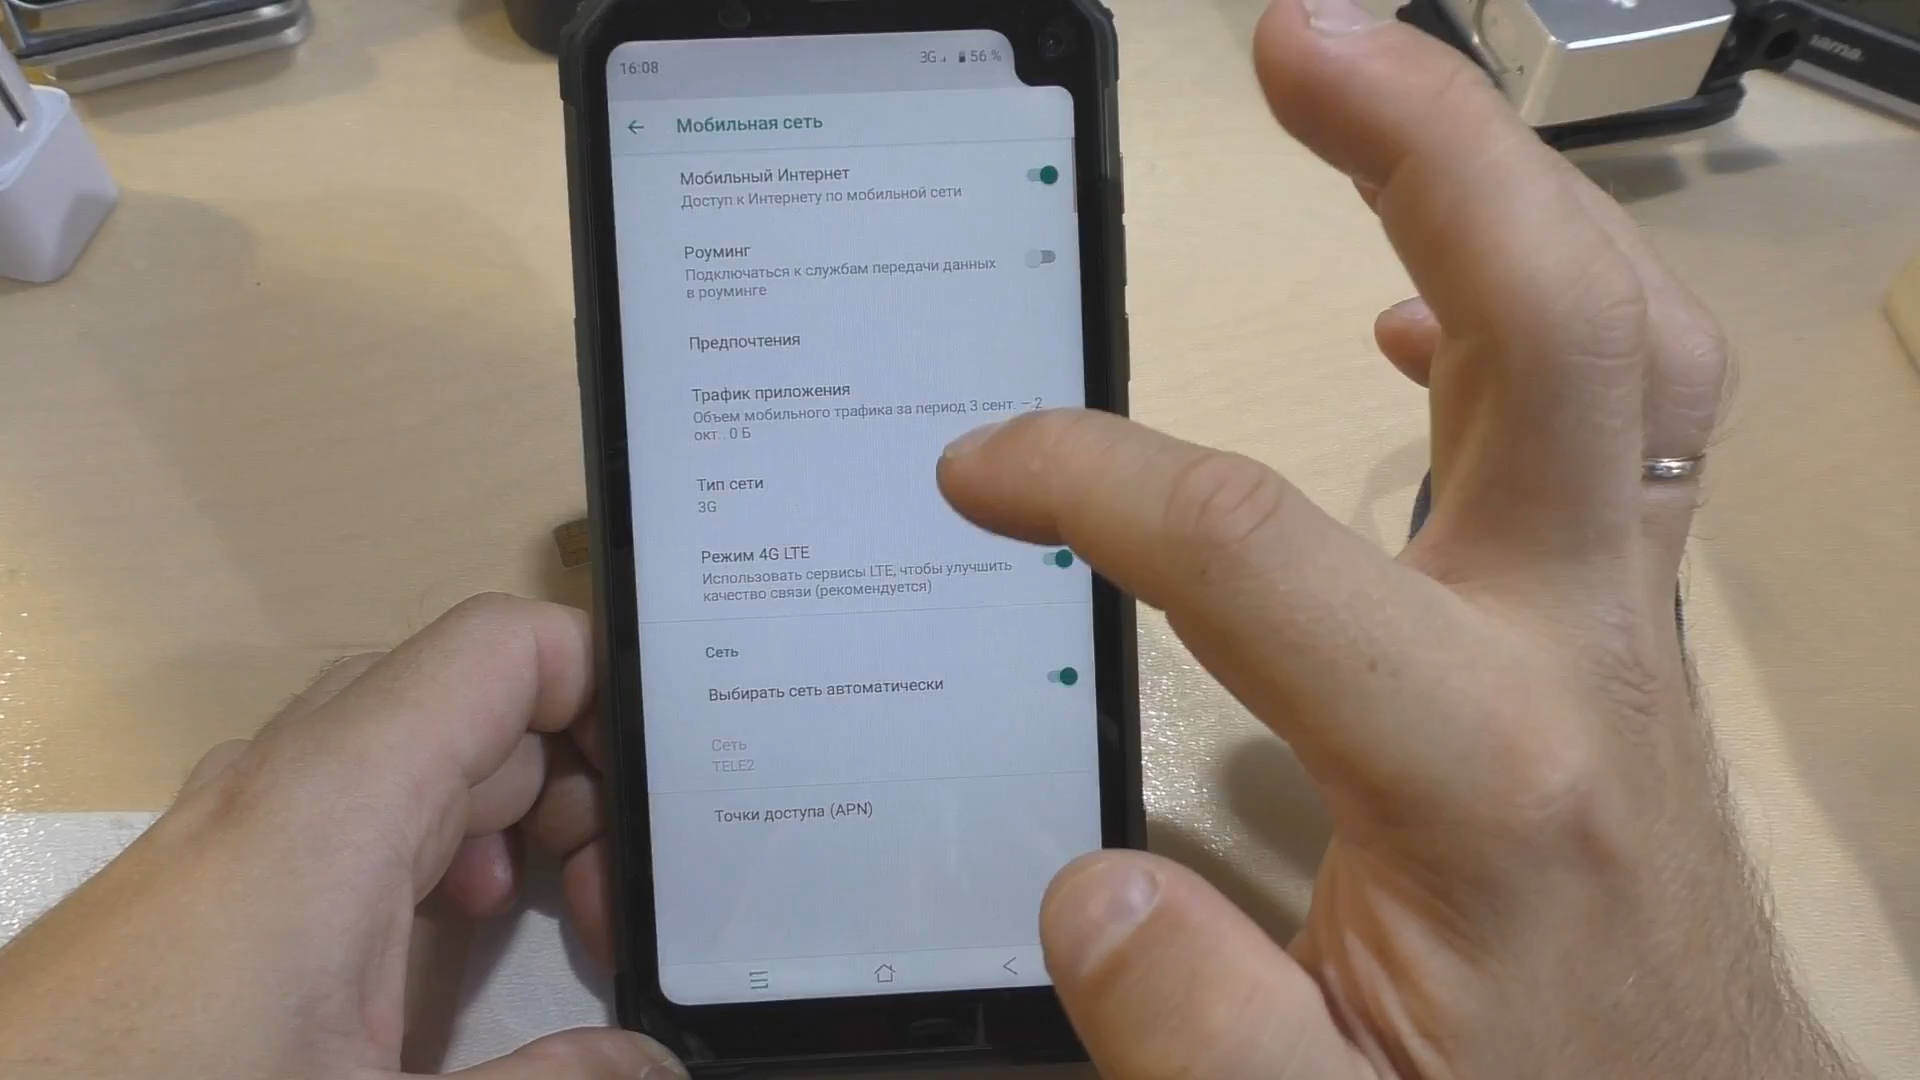 16:08 3G 56 %
Мобильная сеть
Мобильный Интернет
Доступ к Интернету по мобильной сети
Роуминг
Подключаться к службам передачи данных
в роуминге
Предпочтения
Трафик приложения
Объем мобильного трафика за период 3 сент. – 2
окт.. 0 Б
Тип сети
3G
Режим 4G LTE
Использовать сервисы LTE, чтобы улучшить
качество связи (рекомендуется)
Сеть
Выбирать сеть автоматически
Сеть
TELE2
Точки доступа (APN)